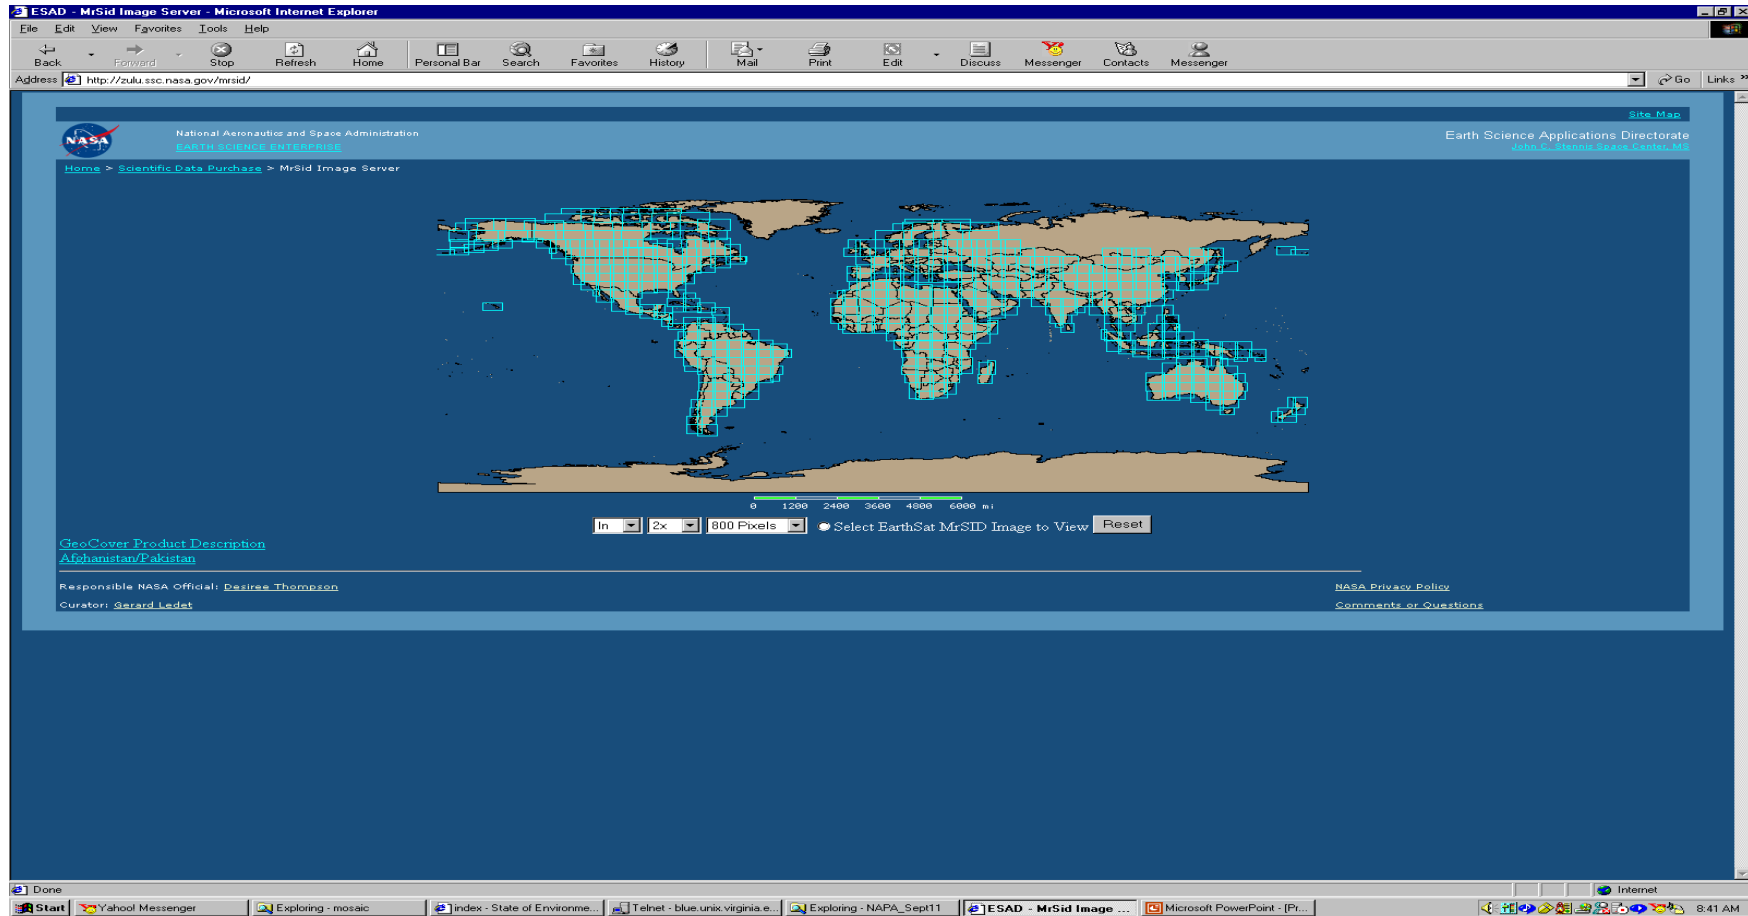 ESAD - MrSid Image Server - Microsoft Internet Explorer
File Edit View Favorites Tools Help
Back Forward Stop Refresh Home Personal Bar Search Favorites History Mail Print Edit Discuss Messenger Contacts Messenger
Address http://zulu.ssc.nasa.gov/mrsid/ Go Links »
Site Map
NASA National Aeronautics and Space Administration Earth Science Applications Directorate
EARTH SCIENCE ENTERPRISE John C. Stennis Space Center, MS
Home > Scientific Data Purchase > MrSid Image Server
0 1200 2400 3600 4800 6000 mi
In 2x 800 Pixels Select EarthSat MrSID Image to View Reset
GeoCover Product Description
Afghanistan/Pakistan
Responsible NASA Official: Desiree Thompson NASA Privacy Policy
Curator: Gerard Ledet Comments or Questions
Done Internet
Start Yahoo! Messenger Exploring - mosaic index - State of Environme... Telnet - blue.unix.virginia.e... Exploring - NAPA_Sept11 ESAD - MrSid Image ... Microsoft PowerPoint - [Pr... 8:41 AM